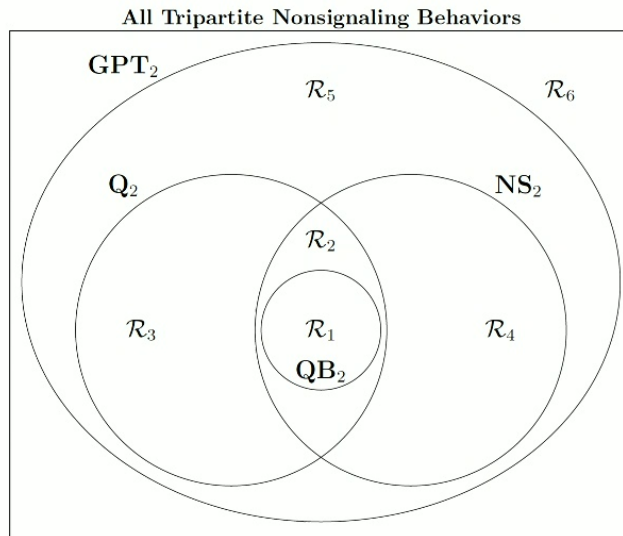 All Tripartite Nonsignaling Behaviors
GPT₂
ℛ₅
ℛ₆
Q₂
NS₂
ℛ₂
ℛ₃
ℛ₁
ℛ₄
QB₂